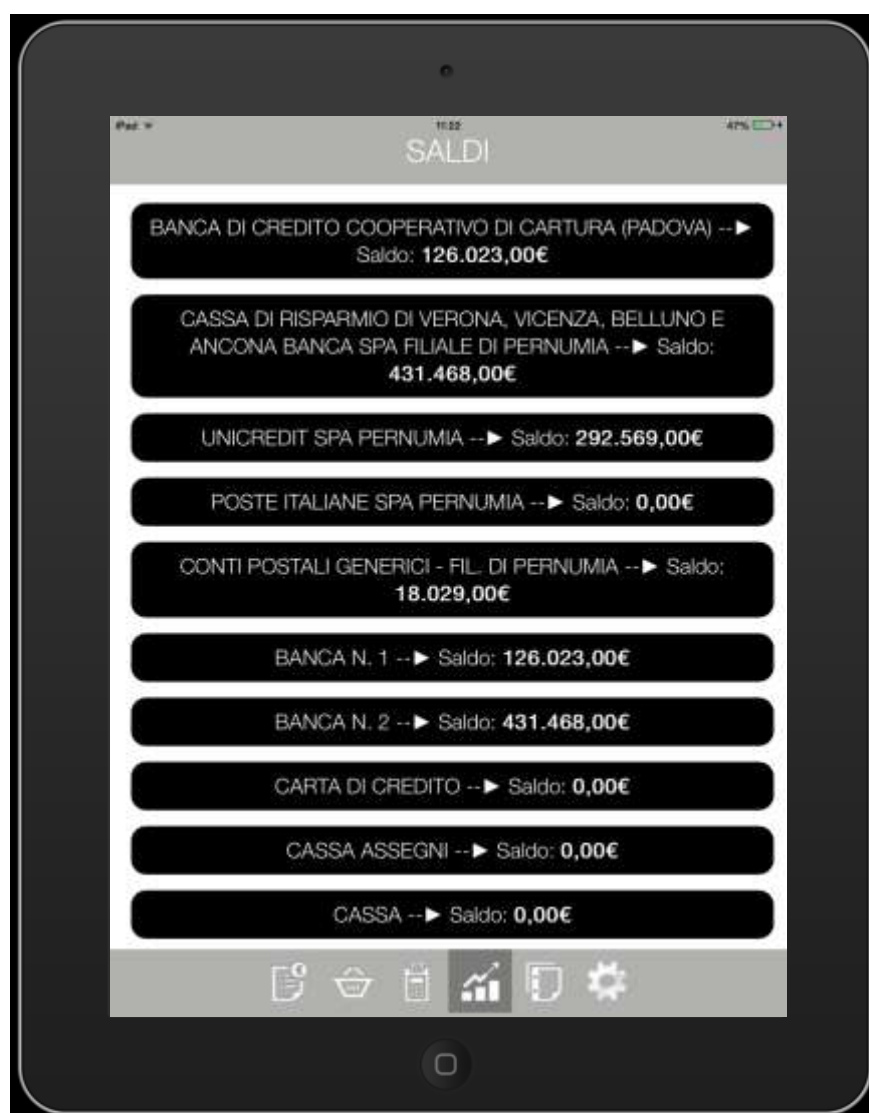 iPad
11:22
47%
SALDI
BANCA DI CREDITO COOPERATIVO DI CARTURA (PADOVA) --►
Saldo: 126.023,00€
CASSA DI RISPARMIO DI VERONA, VICENZA, BELLUNO E
ANCONA BANCA SPA FILIALE DI PERNUMIA --► Saldo:
431.468,00€
UNICREDIT SPA PERNUMIA --► Saldo: 292.569,00€
POSTE ITALIANE SPA PERNUMIA --► Saldo: 0,00€
CONTI POSTALI GENERICI - FIL. DI PERNUMIA --► Saldo:
18.029,00€
BANCA N. 1 --► Saldo: 126.023,00€
BANCA N. 2 --► Saldo: 431.468,00€
CARTA DI CREDITO --► Saldo: 0,00€
CASSA ASSEGNI --► Saldo: 0,00€
CASSA --► Saldo: 0,00€